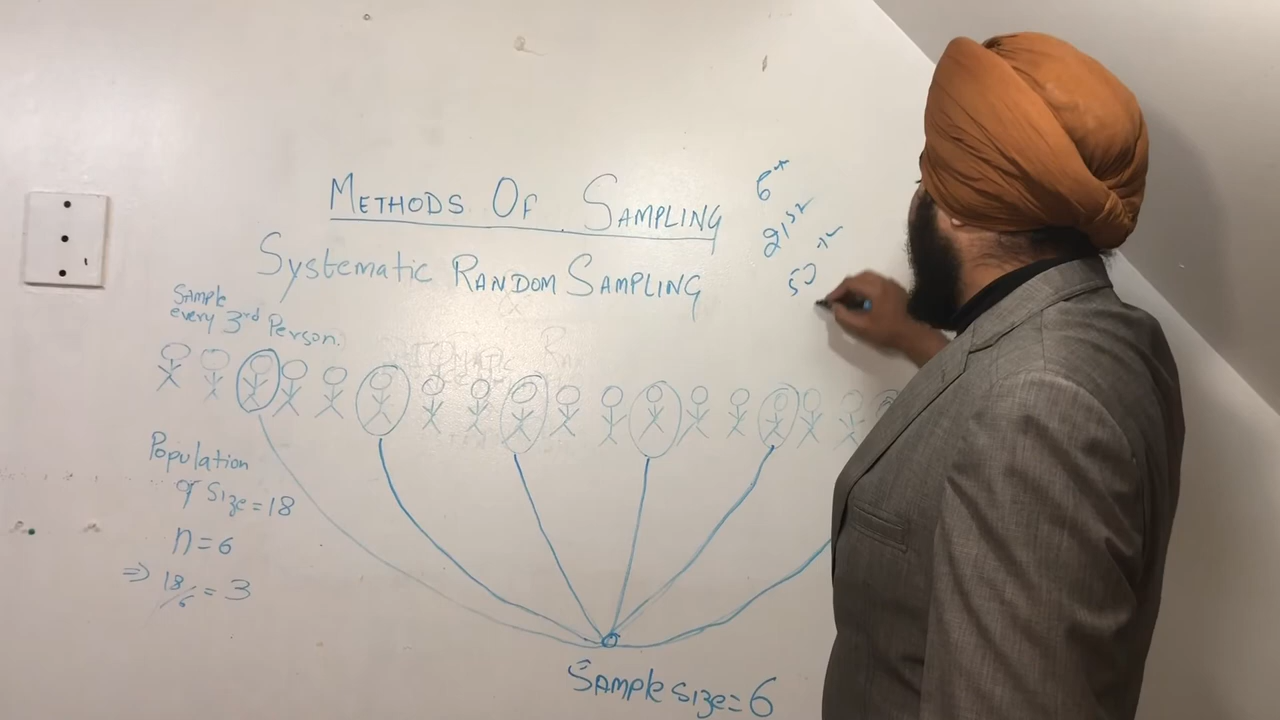 METHODS OF SAMPLING
Systematic RANDOM SAMPLING
SAMPLE
every 3rd Person.
Population
of Size = 18
n = 6
⇒ 18/6 = 3
Sample Size = 6